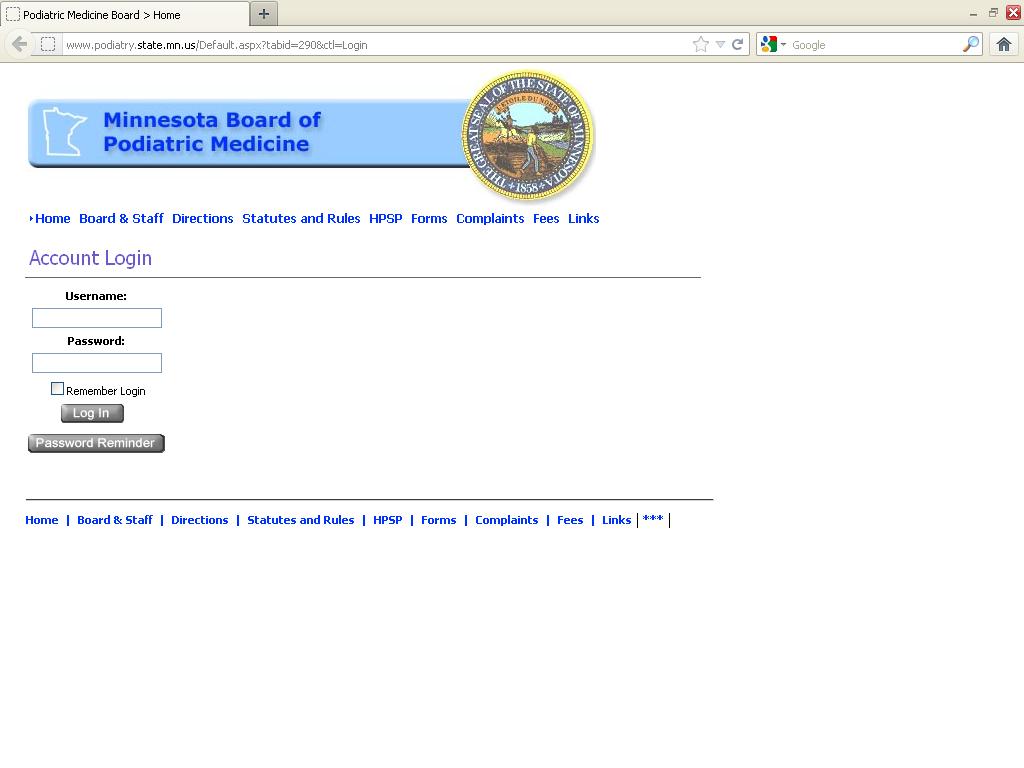 Podiatric Medicine Board > Home
www.podiatry.state.mn.us/Default.aspx?tabid=290&ctl=Login
Google
Minnesota Board of
Podiatric Medicine
THE GREAT SEAL OF THE STATE OF MINNESOTA
L'ETOILE DU NORD
1858
Home Board & Staff Directions Statutes and Rules HPSP Forms Complaints Fees Links
Account Login
Username:
Password:
Remember Login
Log In
Password Reminder
Home | Board & Staff | Directions | Statutes and Rules | HPSP | Forms | Complaints | Fees | Links | *** |